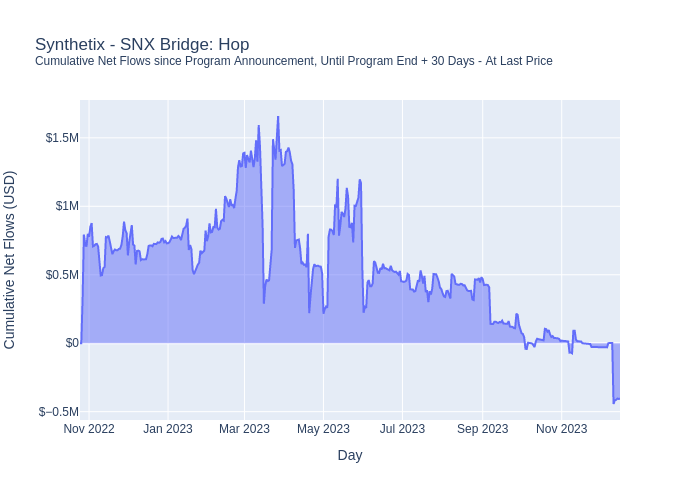 Synthetix - SNX Bridge: Hop
Cumulative Net Flows since Program Announcement, Until Program End + 30 Days - At Last Price
Cumulative Net Flows (USD)
$1.5M
$1M
$0.5M
$0
$−0.5M
Nov 2022
Jan 2023
Mar 2023
May 2023
Jul 2023
Sep 2023
Nov 2023
Day